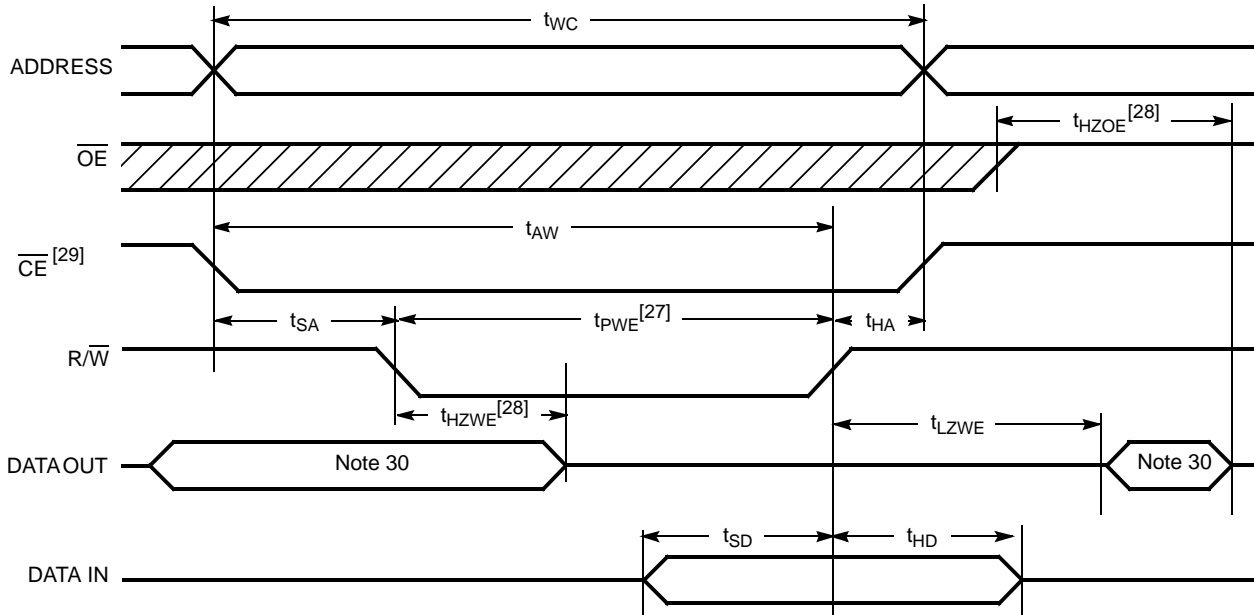 tWC
ADDRESS
tHZOE[28]
OE
tAW
CE [29]
tSA
tPWE[27]
tHA
R/W
tHZWE[28]
tLZWE
DATA OUT
Note 30
Note 30
tSD
tHD
DATA IN